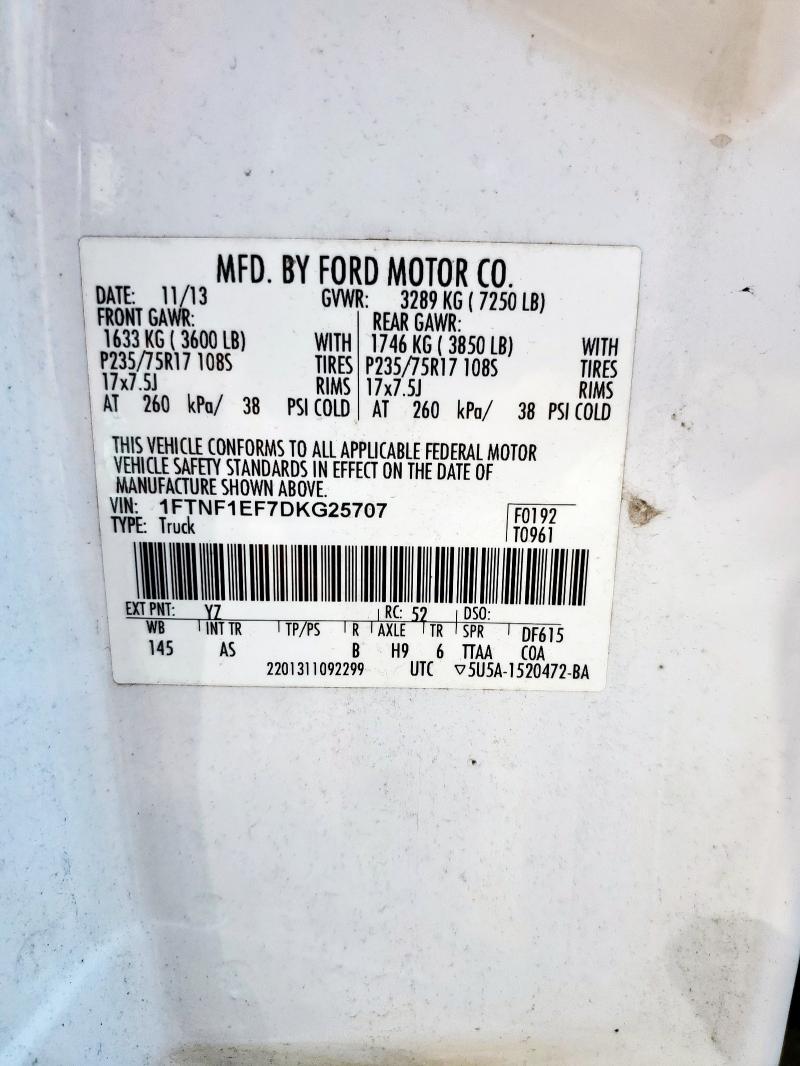 MFD. BY FORD MOTOR CO.
DATE: 11/13 GVWR: 3289 KG ( 7250 LB)
FRONT GAWR: REAR GAWR:
1633 KG ( 3600 LB) WITH 1746 KG ( 3850 LB) WITH
P235/75R17 108S TIRES P235/75R17 108S TIRES
17x7.5J RIMS 17x7.5J RIMS
AT 260 kPa/ 38 PSI COLD AT 260 kPa/ 38 PSI COLD
THIS VEHICLE CONFORMS TO ALL APPLICABLE FEDERAL MOTOR
VEHICLE SAFETY STANDARDS IN EFFECT ON THE DATE OF
MANUFACTURE SHOWN ABOVE.
VIN: 1FTNF1EF7DKG25707 F0192
TYPE: Truck T0961
EXT PNT: YZ RC: 52 DSO:
WB INT TR TP/PS R AXLE TR SPR DF615
145 AS B H9 6 TTAA COA
2201311092299 UTC ▽5U5A-1520472-BA